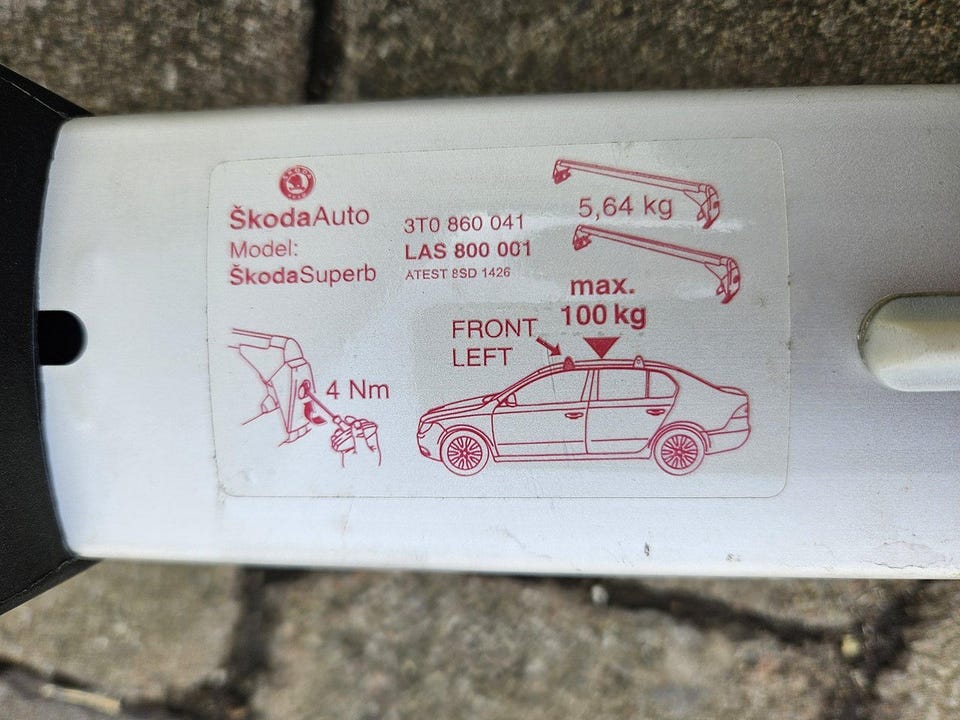 ŠKODA
ŠkodaAuto
Model:
ŠkodaSuperb
3T0 860 041
LAS 800 001
ATEST 8SD 1426
5,64 kg
max.
100 kg
FRONT
LEFT
4 Nm